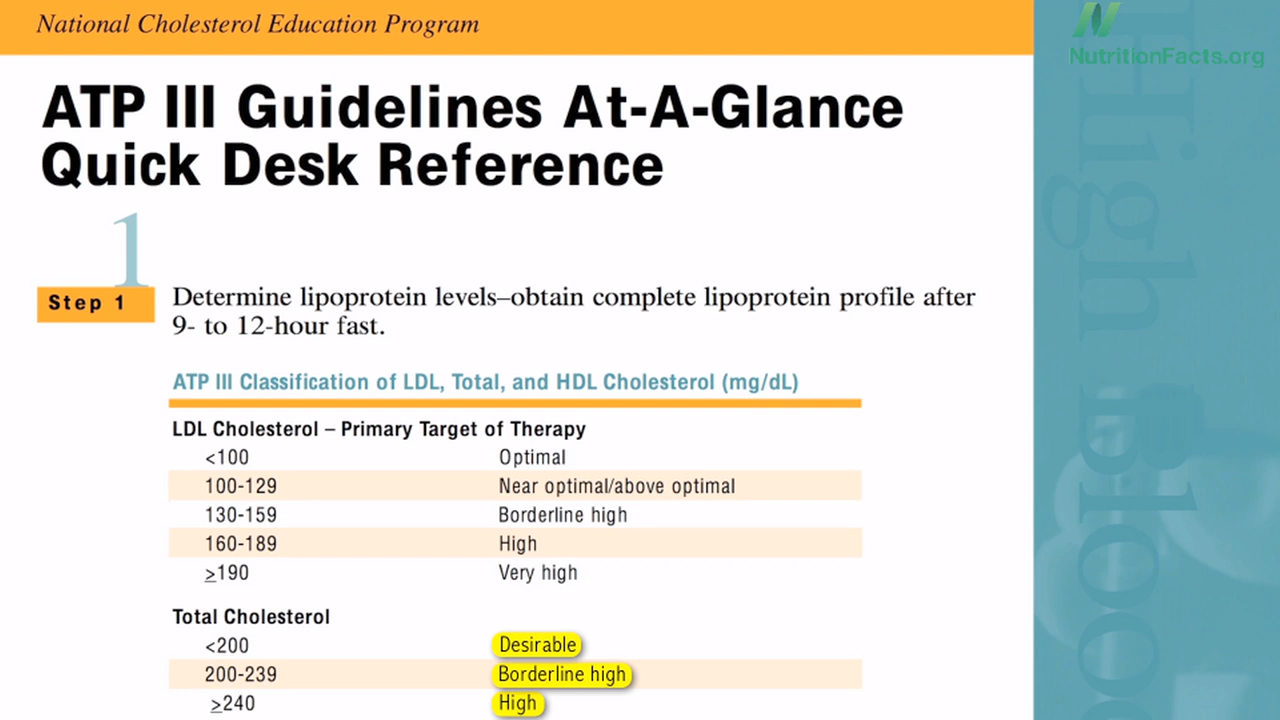 National Cholesterol Education Program
NutritionFacts.org
ATP III Guidelines At-A-Glance
Quick Desk Reference
1
Step 1
Determine lipoprotein levels–obtain complete lipoprotein profile after
9- to 12-hour fast.
ATP III Classification of LDL, Total, and HDL Cholesterol (mg/dL)
LDL Cholesterol – Primary Target of Therapy
<100 Optimal
100-129 Near optimal/above optimal
130-159 Borderline high
160-189 High
≥190 Very high
Total Cholesterol
<200 Desirable
200-239 Borderline high
≥240 High
High Bloo